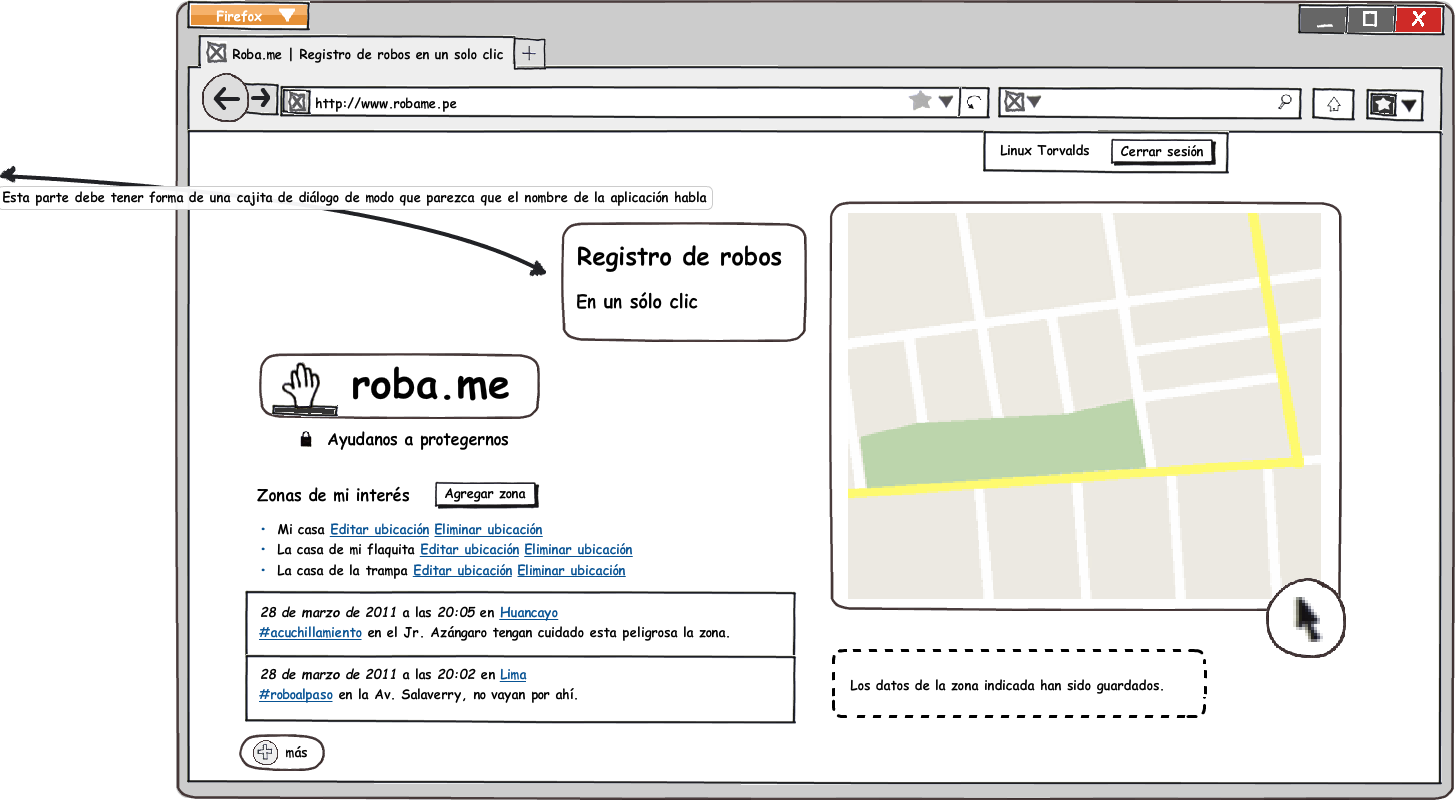 Firefox
Roba.me | Registro de robos en un solo clic
http://www.robame.pe
Linux Torvalds Cerrar sesión
Esta parte debe tener forma de una cajita de diálogo de modo que parezca que el nombre de la aplicación habla
Registro de robos
En un sólo clic
roba.me
Ayudanos a protegernos
Zonas de mi interés Agregar zona
Mi casa Editar ubicación Eliminar ubicación
La casa de mi flaquita Editar ubicación Eliminar ubicación
La casa de la trampa Editar ubicación Eliminar ubicación
28 de marzo de 2011 a las 20:05 en Huancayo
#acuchillamiento en el Jr. Azángaro tengan cuidado esta peligrosa la zona.
28 de marzo de 2011 a las 20:02 en Lima
#roboalpaso en la Av. Salaverry, no vayan por ahí.
más
Los datos de la zona indicada han sido guardados.